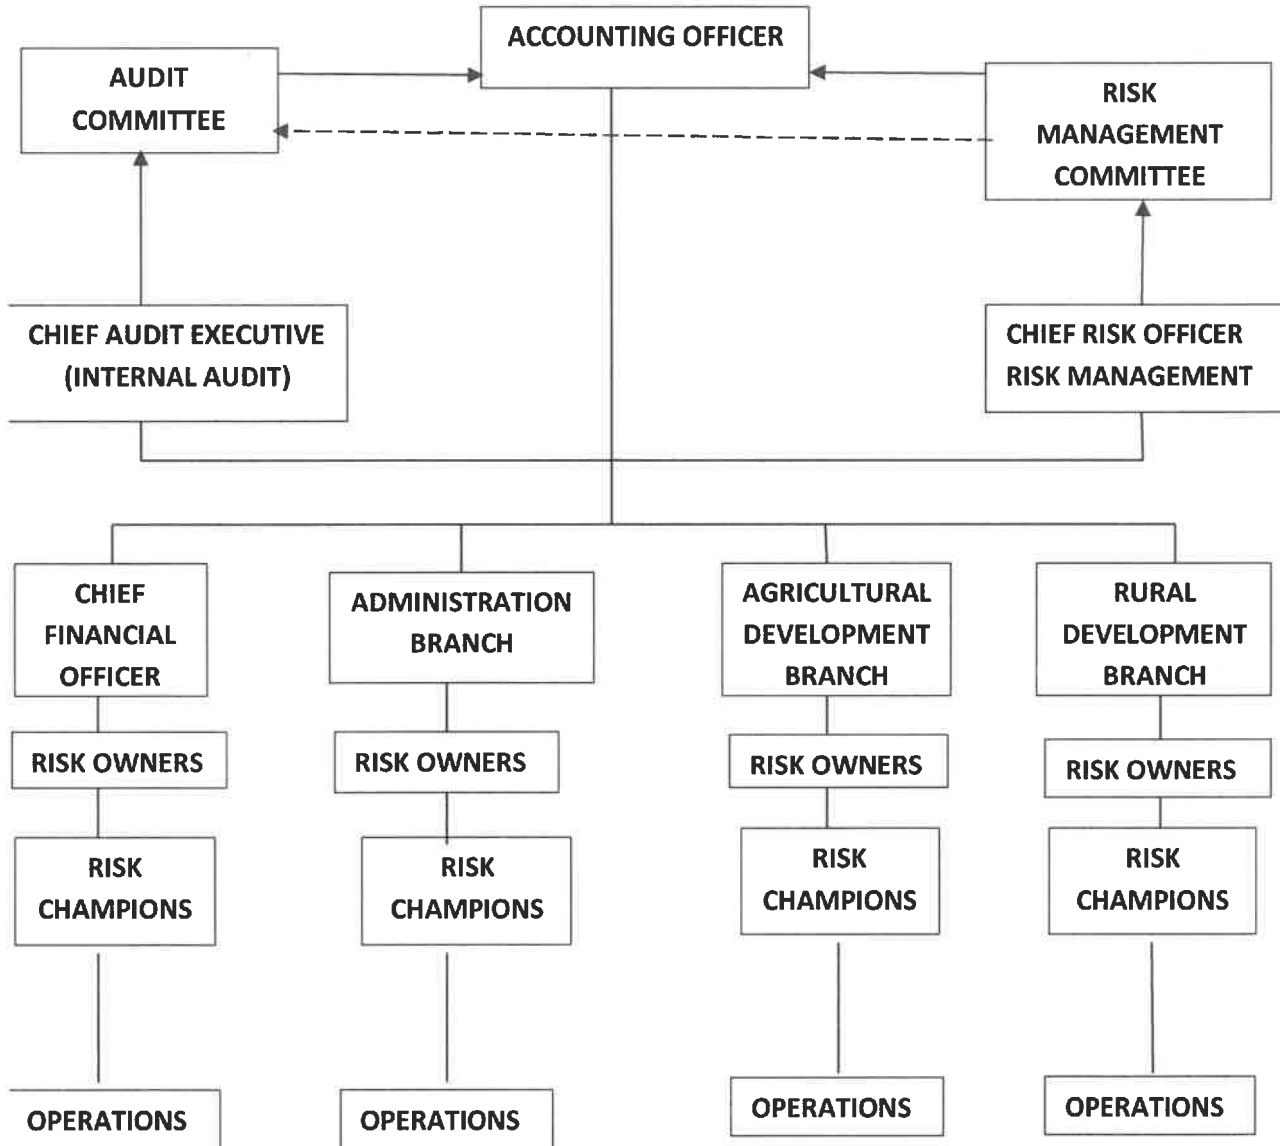 ACCOUNTING OFFICER
AUDIT
COMMITTEE
RISK
MANAGEMENT
COMMITTEE
CHIEF AUDIT EXECUTIVE
(INTERNAL AUDIT)
CHIEF RISK OFFICER
RISK MANAGEMENT
CHIEF
FINANCIAL
OFFICER
ADMINISTRATION
BRANCH
AGRICULTURAL
DEVELOPMENT
BRANCH
RURAL
DEVELOPMENT
BRANCH
RISK OWNERS
RISK OWNERS
RISK OWNERS
RISK OWNERS
RISK
CHAMPIONS
RISK
CHAMPIONS
RISK
CHAMPIONS
RISK
CHAMPIONS
OPERATIONS
OPERATIONS
OPERATIONS
OPERATIONS